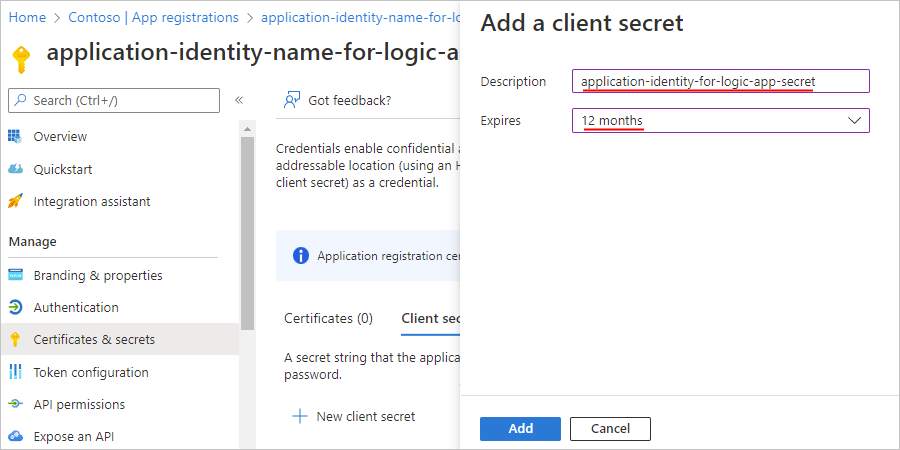 Home > Contoso | App registrations > application-identity-name-for-lo
application-identity-name-for-logic-a
Search (Ctrl+/)
«
Overview
Quickstart
Integration assistant
Manage
Branding & properties
Authentication
Certificates & secrets
Token configuration
API permissions
Expose an API
Got feedback?
Credentials enable confidential a
addressable location (using an H
client secret) as a credential.
Application registration cer
Certificates (0) Client sec
A secret string that the applica
password.
New client secret
Add a client secret
Description application-identity-for-logic-app-secret
Expires 12 months
Add Cancel